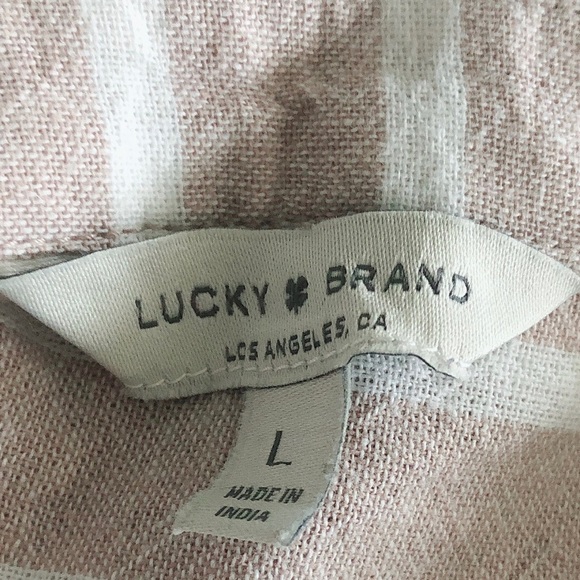 LUCKY BRAND
LOS ANGELES, CA
L
MADE IN
INDIA